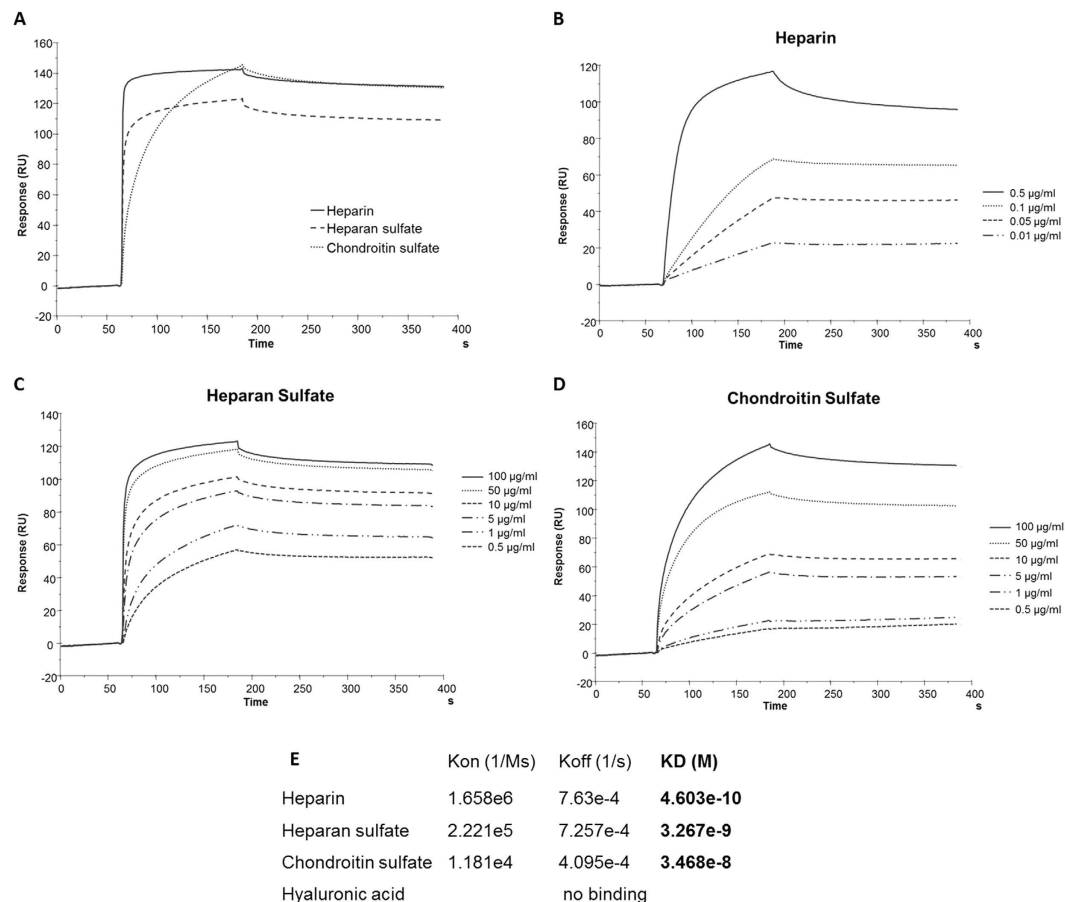 A
160
140
120
100
80
60
40
20
0
-20
Response (RU)
Heparin
Heparan sulfate
Chondroitin sulfate
0 50 100 150 200 250 300 350 400
Time s
B
Heparin
120
100
80
60
40
20
0
-20
Response (RU)
0.5 µg/ml
0.1 µg/ml
0.05 µg/ml
0.01 µg/ml
0 50 100 150 200 250 300 350 400
Time s
C
Heparan Sulfate
140
120
100
80
60
40
20
0
-20
Response (RU)
100 µg/ml
50 µg/ml
10 µg/ml
5 µg/ml
1 µg/ml
0.5 µg/ml
0 50 100 150 200 250 300 350 400
Time s
D
Chondroitin Sulfate
160
140
120
100
80
60
40
20
0
-20
Response (RU)
100 µg/ml
50 µg/ml
10 µg/ml
5 µg/ml
1 µg/ml
0.5 µg/ml
0 50 100 150 200 250 300 350 400
Time s
E Kon (1/Ms) Koff (1/s) KD (M)
Heparin 1.658e6 7.63e-4 4.603e-10
Heparan sulfate 2.221e5 7.257e-4 3.267e-9
Chondroitin sulfate 1.181e4 4.095e-4 3.468e-8
Hyaluronic acid no binding